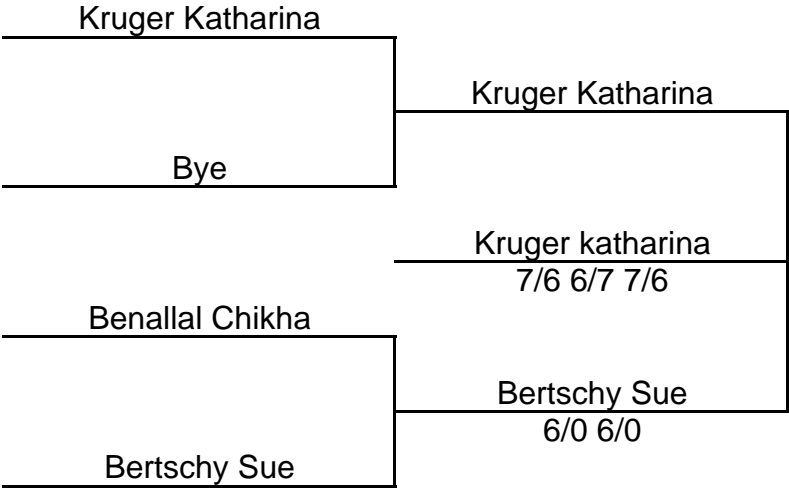 Kruger Katharina
Kruger Katharina
Bye
Kruger katharina
7/6 6/7 7/6
Benallal Chikha
Bertschy Sue
6/0 6/0
Bertschy Sue